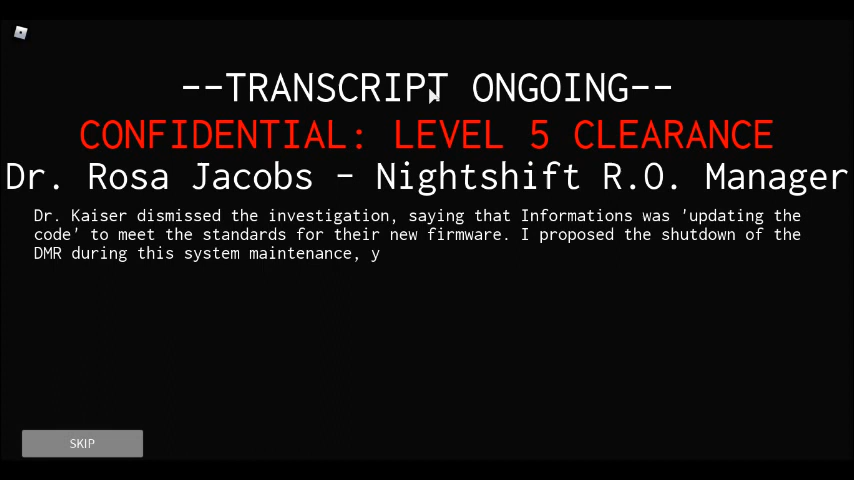 --TRANSCRIPT ONGOING--
CONFIDENTIAL: LEVEL 5 CLEARANCE
Dr. Rosa Jacobs - Nightshift R.O. Manager
Dr. Kaiser dismissed the investigation, saying that Informations was 'updating the
code' to meet the standards for their new firmware. I proposed the shutdown of the
DMR during this system maintenance, y
SKIP